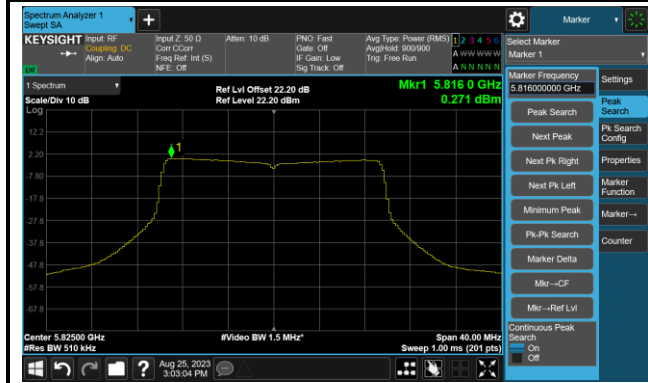 Spectrum Analyzer 1
Swept SA
Marker
KEYSIGHT
Input: RF
Coupling: DC
Align: Auto
Input Z: 50 Ω
Corr CCorr
Freq Ref: Int (S)
NFE: Off
Atten: 10 dB
PNO: Fast
Gate: Off
IF Gain: Low
Sig Track: Off
Avg Type: Power (RMS)
Avg|Hold: 900/900
Trig: Free Run
1 2 3 4 5 6
A W W W W W
A N N N N N
Select Marker
Marker 1
1 Spectrum
Scale/Div 10 dB
Log
Ref Lvl Offset 22.20 dB
Ref Level 22.20 dBm
Mkr1 5.816 0 GHz
0.271 dBm
12.2
2.20
-7.80
-17.8
-27.8
-37.8
-47.8
-57.8
-67.8
1
Center 5.82500 GHz
#Res BW 510 kHz
#Video BW 1.5 MHz*
Span 40.00 MHz
Sweep 1.00 ms (201 pts)
Marker Frequency
5.816000000 GHz
Peak Search
Next Peak
Next Pk Right
Next Pk Left
Minimum Peak
Pk-Pk Search
Marker Delta
Mkr→CF
Mkr→Ref Lvl
Continuous Peak
Search
On
Off
Settings
Peak
Search
Pk Search
Config
Properties
Marker
Function
Marker→
Counter
?
Aug 25, 2023
3:03:04 PM